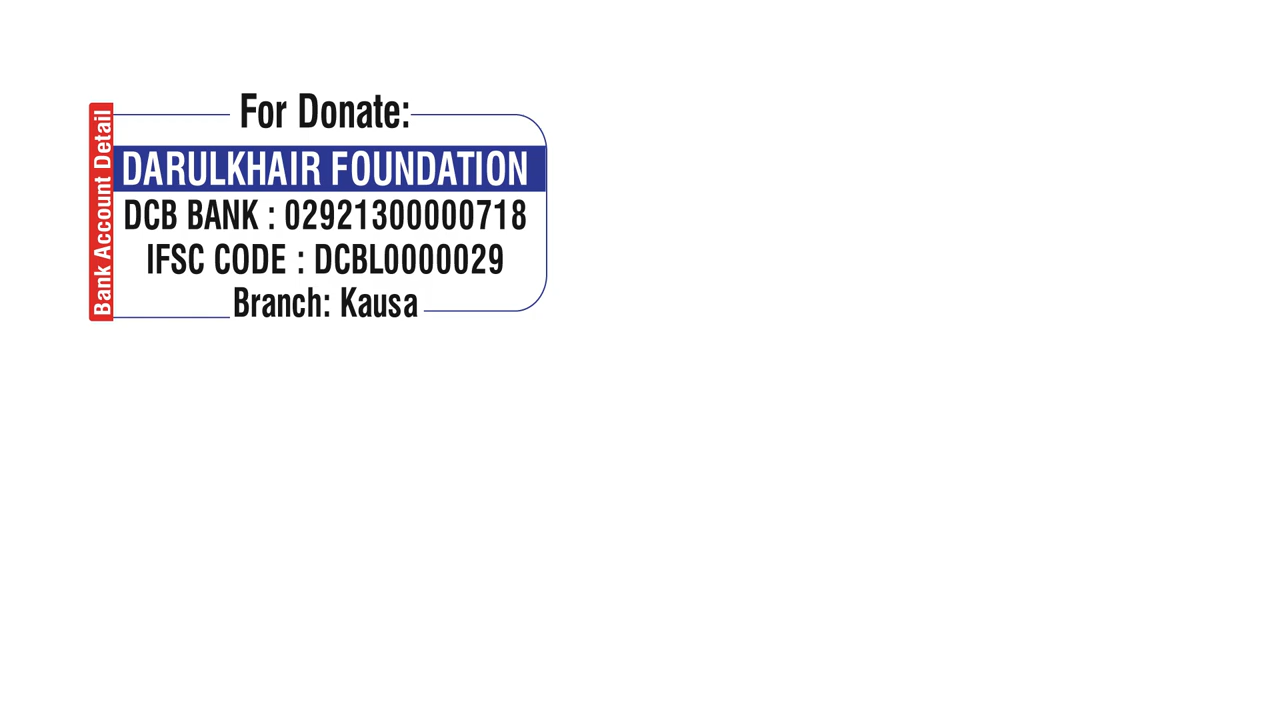 For Donate:
Bank Account Detail
DARULKHAIR FOUNDATION
DCB BANK : 02921300000718
IFSC CODE : DCBL0000029
Branch: Kausa